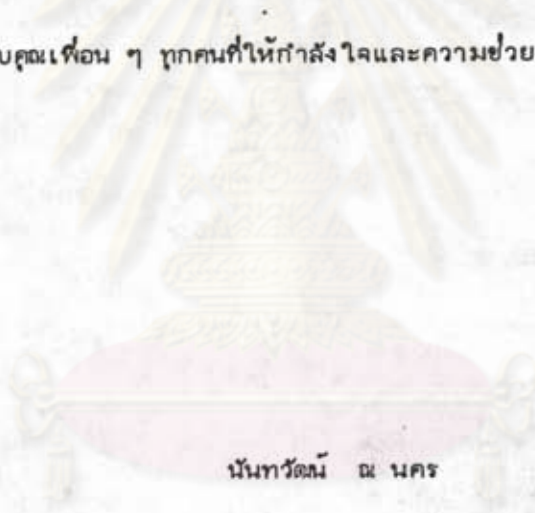 บคุณเพื่อน ๆ ทุกคนที่ให้กำลังใจและความช่วย
นันทวัฒน์ ณ นคร